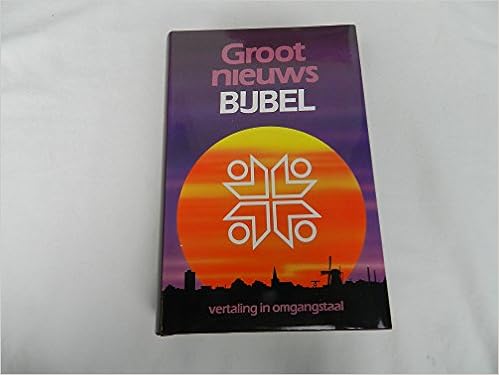 Groot
nieuws
BIJBEL
vertaling in omgangstaal